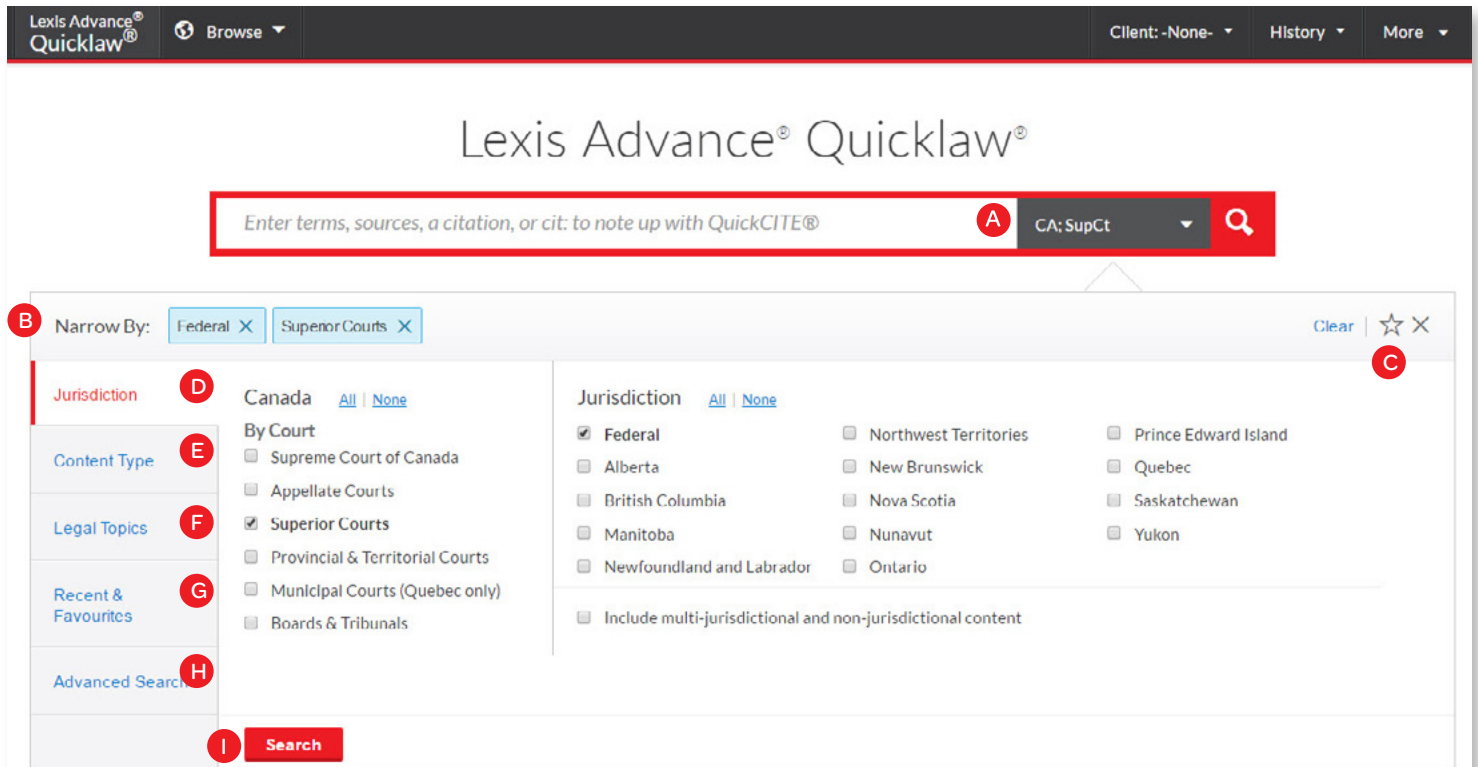 Lexis Advance®
Quicklaw®
Browse
Client: -None-
History
More
Lexis Advance® Quicklaw®
Enter terms, sources, a citation, or cit: to note up with QuickCITE®
A
CA; SupCt
B
Narrow By:
Federal
Superior Courts
Clear
C
Jurisdiction
D
Content Type
E
Legal Topics
F
Recent &
Favourites
G
Advanced Search
H
Canada
All | None
By Court
Supreme Court of Canada
Appellate Courts
Superior Courts
Provincial & Territorial Courts
Municipal Courts (Quebec only)
Boards & Tribunals
Jurisdiction
All | None
Federal
Alberta
British Columbia
Manitoba
Newfoundland and Labrador
Northwest Territories
New Brunswick
Nova Scotia
Nunavut
Ontario
Prince Edward Island
Quebec
Saskatchewan
Yukon
Include multi-jurisdictional and non-jurisdictional content
I
Search